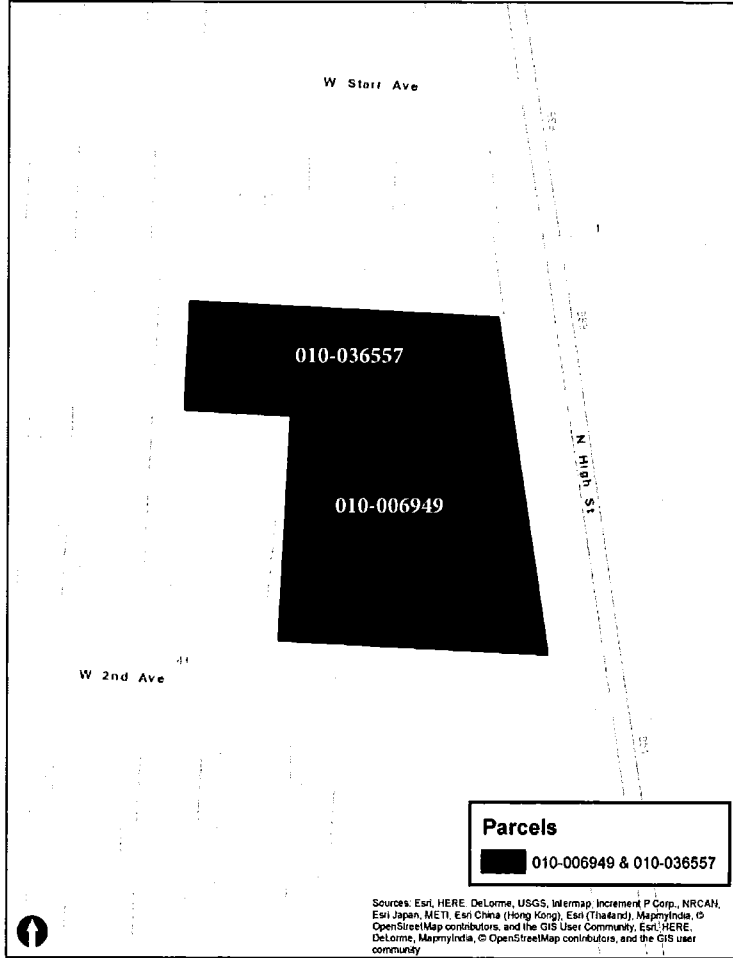 W Starr Ave
010-036557
N High St
010-006949
W 2nd Ave
Parcels
010-006949 & 010-036557
Sources: Esri, HERE, DeLorme, USGS, Intermap, Increment P Corp., NRCAN,
Esri Japan, METI, Esri China (Hong Kong), Esri (Thailand), MapmyIndia, ©
OpenStreetMap contributors, and the GIS User Community, Esri, HERE,
DeLorme, MapmyIndia, © OpenStreetMap contributors, and the GIS user
community